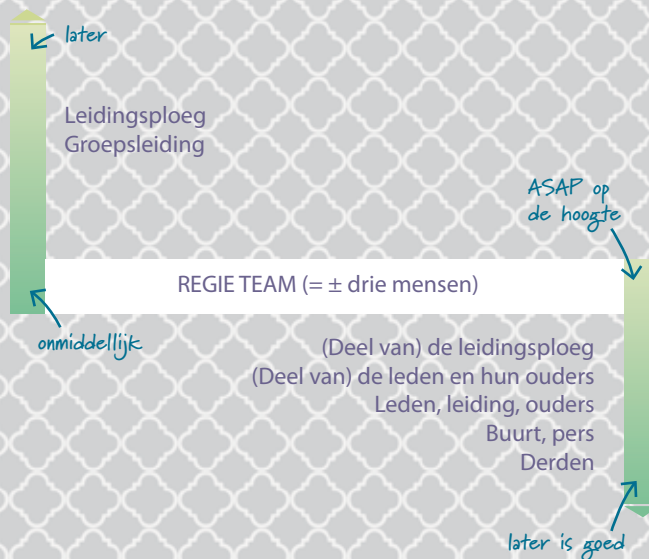 later
Leidingsploeg
Groepsleiding
ASAP op
de hoogte
REGIE TEAM (= ± drie mensen)
onmiddellijk
(Deel van) de leidingsploeg
(Deel van) de leden en hun ouders
Leden, leiding, ouders
Buurt, pers
Derden
later is goed